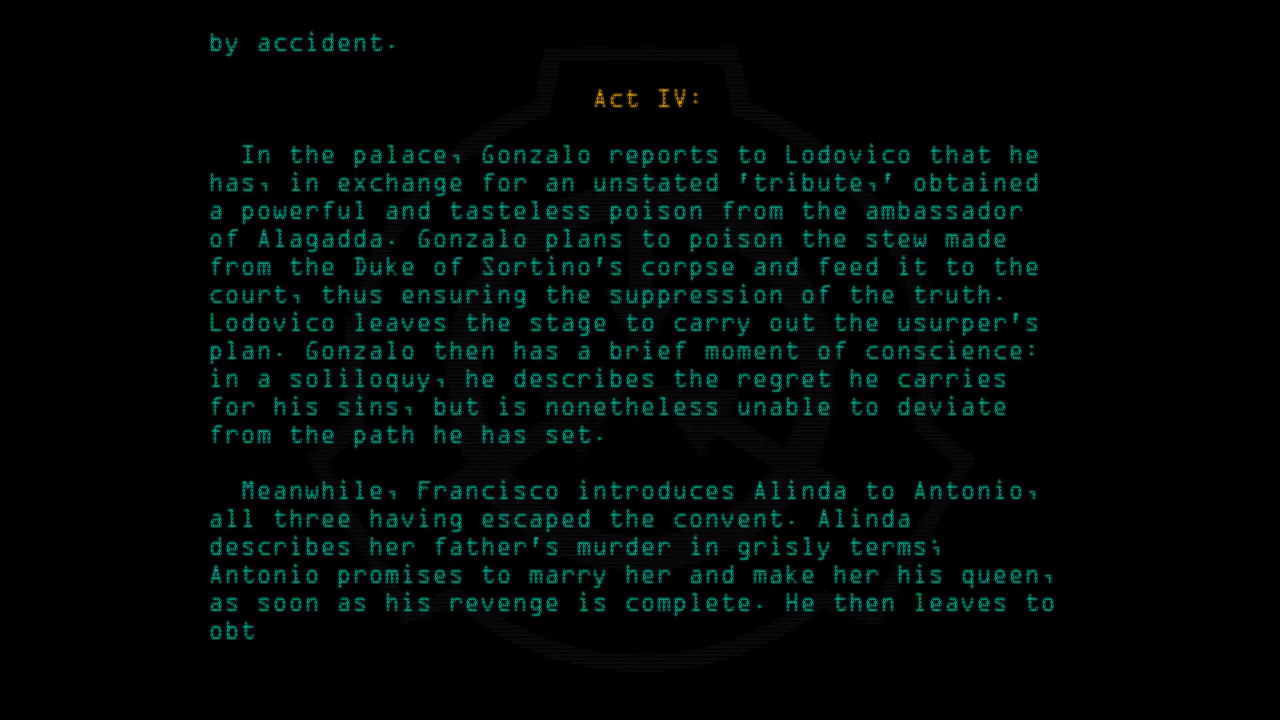 by accident.
Act IV:
In the palace, Gonzalo reports to Lodovico that he
has, in exchange for an unstated 'tribute,' obtained
a powerful and tasteless poison from the ambassador
of Alagadda. Gonzalo plans to poison the stew made
from the Duke of Sortino's corpse and feed it to the
court, thus ensuring the suppression of the truth.
Lodovico leaves the stage to carry out the usurper's
plan. Gonzalo then has a brief moment of conscience:
in a soliloquy, he describes the regret he carries
for his sins, but is nonetheless unable to deviate
from the path he has set.
Meanwhile, Francisco introduces Alinda to Antonio,
all three having escaped the convent. Alinda
describes her father's murder in grisly terms;
Antonio promises to marry her and make her his queen,
as soon as his revenge is complete. He then leaves to
obt